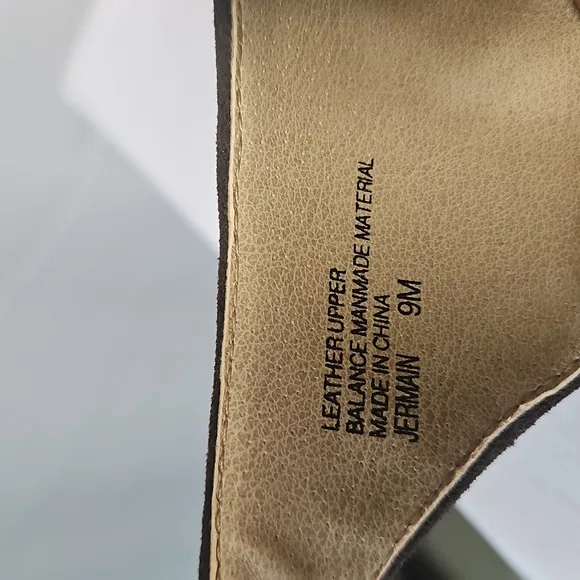 LEATHER UPPER
BALANCE MANMADE MATERIAL
MADE IN CHINA
JERMAIN 9M